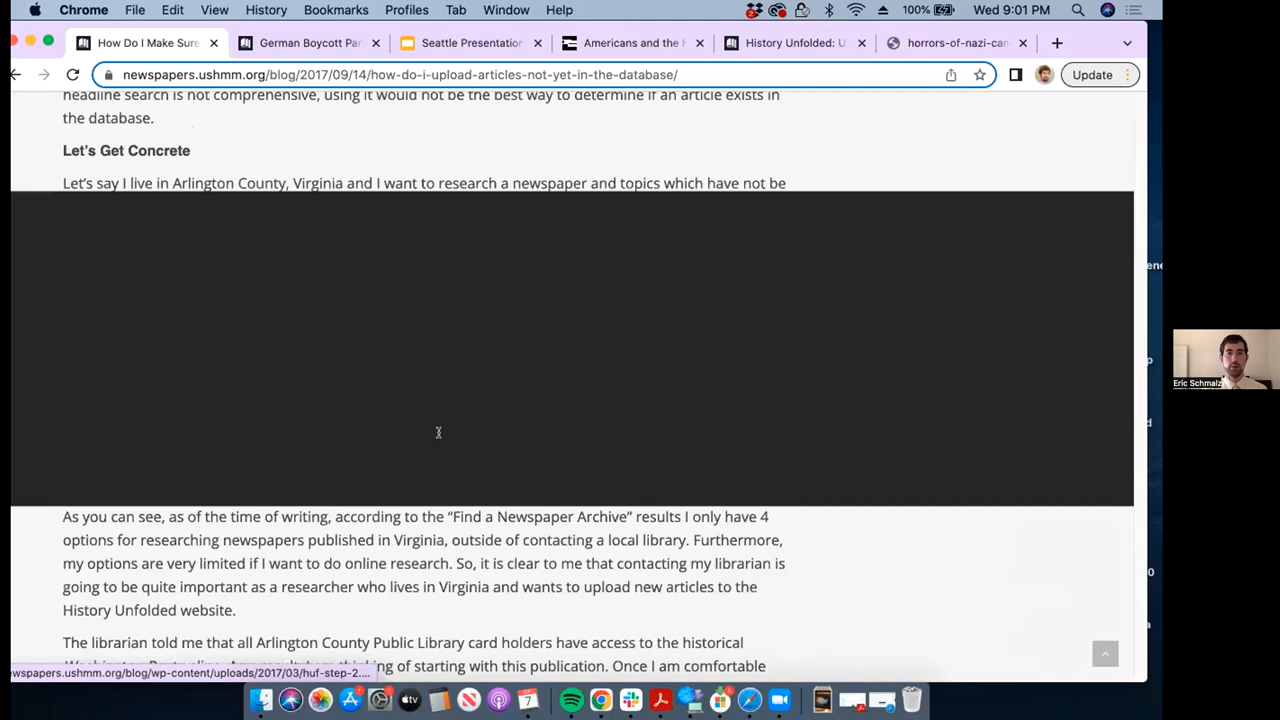 Chrome File Edit View History Bookmarks Profiles Tab Window Help 100% Wed 9:01 PM
How Do I Make Sure German Boycott Pa Seattle Presentation Americans and the H History Unfolded: U horrors-of-nazi-can
newspapers.ushmm.org/blog/2017/09/14/how-do-i-upload-articles-not-yet-in-the-database/ Update
headline search is not comprehensive, using it would not be the best way to determine if an article exists in
the database.
Let's Get Concrete
Let's say I live in Arlington County, Virginia and I want to research a newspaper and topics which have not be
Eric Schmalz
As you can see, as of the time of writing, according to the “Find a Newspaper Archive” results I only have 4
options for researching newspapers published in Virginia, outside of contacting a local library. Furthermore,
my options are very limited if I want to do online research. So, it is clear to me that contacting my librarian is
going to be quite important as a researcher who lives in Virginia and wants to upload new articles to the
History Unfolded website.
The librarian told me that all Arlington County Public Library card holders have access to the historical
of starting with this publication. Once I am comfortable
ewspapers.ushmm.org/blog/wp-content/uploads/2017/03/huf-step-2....